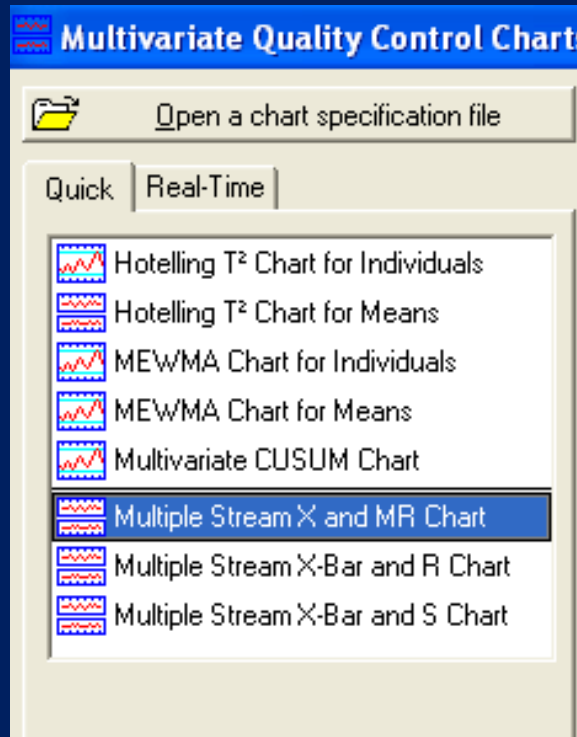 Multivariate Quality Control Charts
Open a chart specification file
Quick
Real-Time
Hotelling T² Chart for Individuals
Hotelling T² Chart for Means
MEWMA Chart for Individuals
MEWMA Chart for Means
Multivariate CUSUM Chart
Multiple Stream X and MR Chart
Multiple Stream X-Bar and R Chart
Multiple Stream X-Bar and S Chart